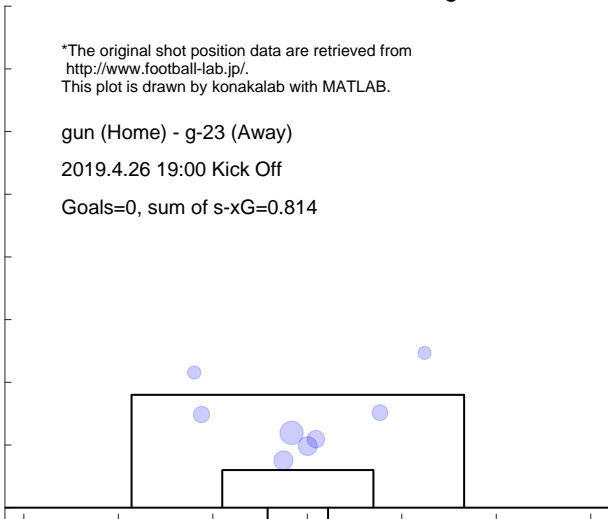 *The original shot position data are retrieved from
http://www.football-lab.jp/.
This plot is drawn by konakalab with MATLAB.
gun (Home) - g-23 (Away)
2019.4.26 19:00 Kick Off
Goals=0, sum of s-xG=0.814